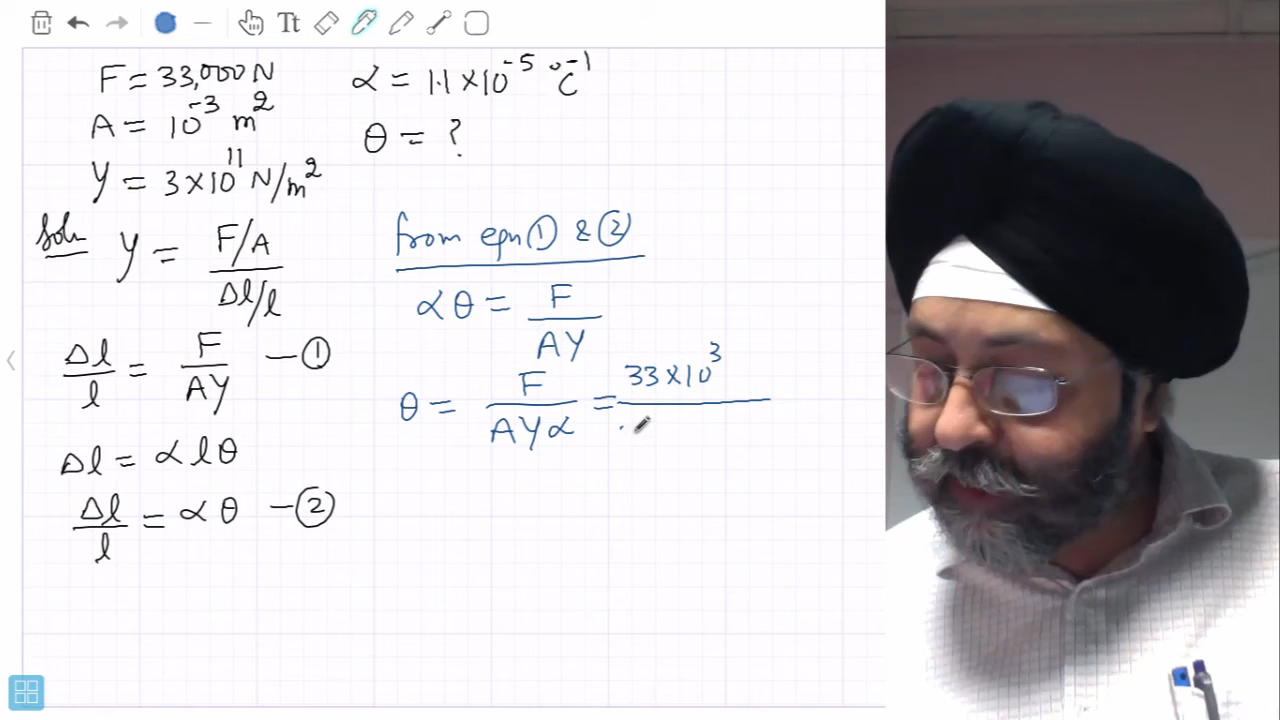 Tt
F = 33,000 N
A = 10⁻³ m²
Y = 3×10¹¹ N/m²
α = 1.1 × 10⁻⁵ °C⁻¹
θ = ?
Soln Y = (F/A) / (Δl/l)
Δl/l = F/AY —①
Δl = α l θ
Δl/l = α θ —②
from eqn ① & ②
α θ = F/AY
θ = F/AYα = 33×10³